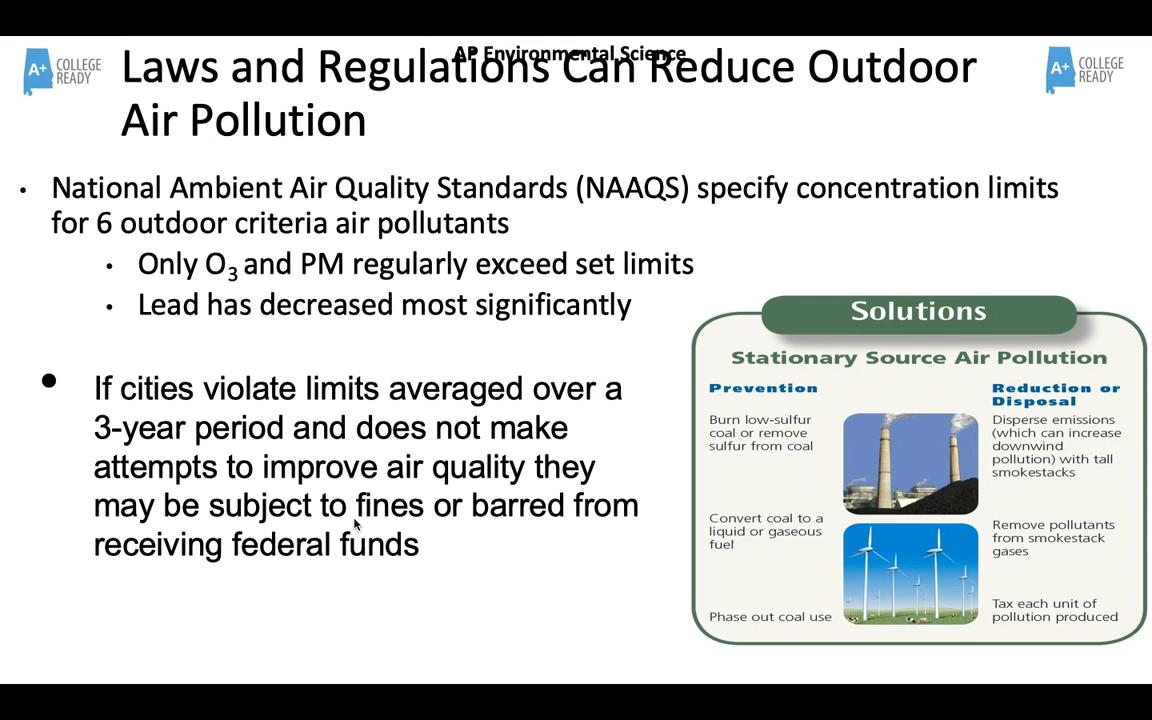 AP Environmental Science
A+ COLLEGE
READY
Laws and Regulations Can Reduce Outdoor
Air Pollution
A+ COLLEGE
READY
• National Ambient Air Quality Standards (NAAQS) specify concentration limits
for 6 outdoor criteria air pollutants
• Only O₃ and PM regularly exceed set limits
• Lead has decreased most significantly
• If cities violate limits averaged over a
3-year period and does not make
attempts to improve air quality they
may be subject to fines or barred from
receiving federal funds
Solutions
Stationary Source Air Pollution
Prevention
Burn low-sulfur
coal or remove
sulfur from coal
Convert coal to a
liquid or gaseous
fuel
Phase out coal use
Reduction or
Disposal
Disperse emissions
(which can increase
downwind
pollution) with tall
smokestacks
Remove pollutants
from smokestack
gases
Tax each unit of
pollution produced